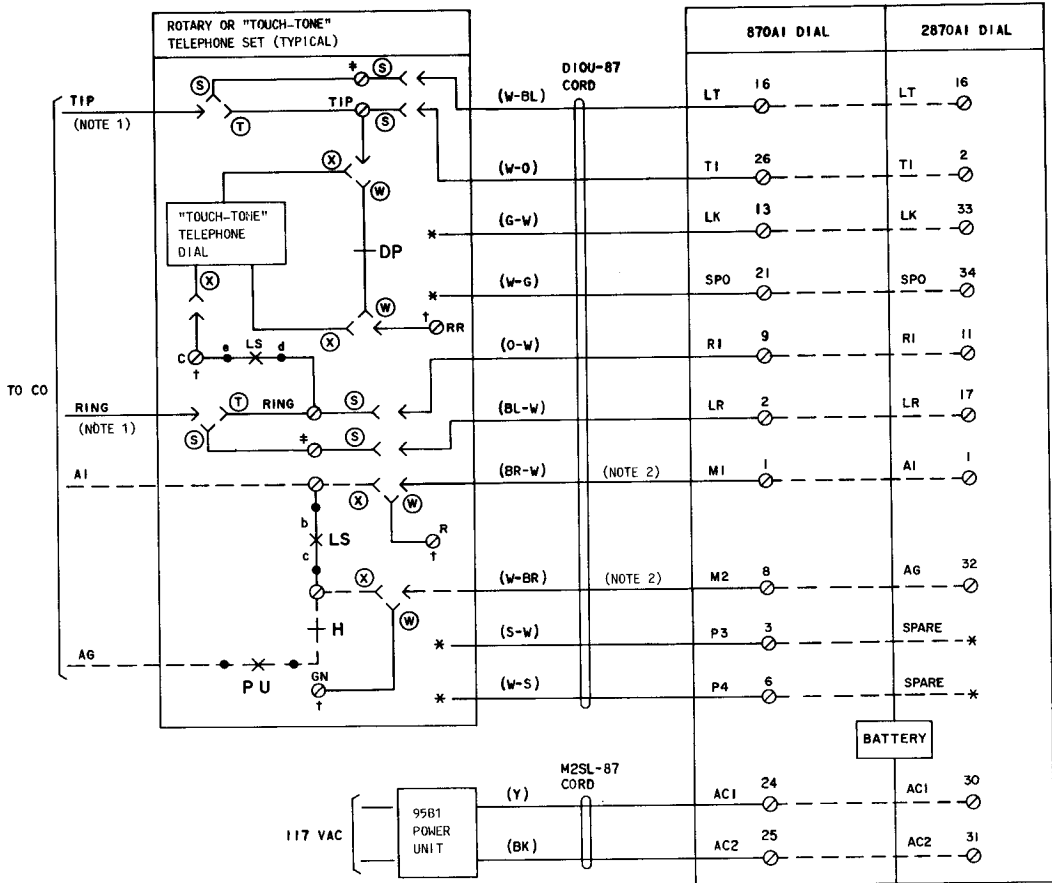 ROTARY OR "TOUCH-TONE"
TELEPHONE SET (TYPICAL)
870A1 DIAL
2870A1 DIAL
D10U-87
CORD
TO CO
TIP
(NOTE 1)
S
T
‡
S
TIP
S
(W-BL)
LT
16
LT
16
X
W
(W-O)
T1
26
T1
2
"TOUCH-TONE"
TELEPHONE
DIAL
DP
*
(G-W)
LK
13
LK
33
X
X
W
*
(W-G)
SPO
21
SPO
34
†
RR
C
†
e
LS
d
(O-W)
R1
9
R1
11
RING
(NOTE 1)
T
RING
S
S
‡
S
(BL-W)
LR
2
LR
17
A1
X
W
(BR-W)
(NOTE 2)
M1
1
A1
1
b
LS
c
R
†
X
W
(W-BR)
(NOTE 2)
M2
8
AG
32
H
*
(S-W)
P3
3
SPARE
*
AG
PU
GN
†
*
(W-S)
P4
6
SPARE
*
BATTERY
M2SL-87
CORD
117 VAC
95B1
POWER
UNIT
(Y)
AC1
24
AC1
30
(BK)
AC2
25
AC2
31